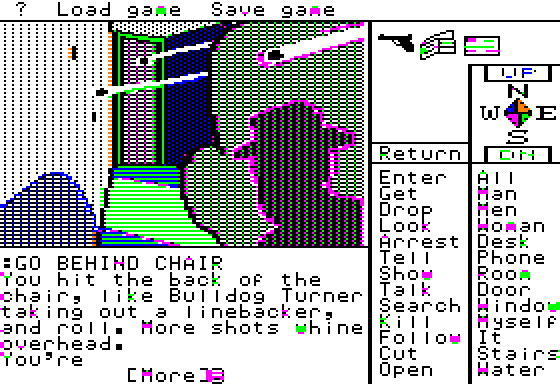 ? Load game Save game
UP
N
W E
S
DN
Return
Enter All
Get Man
Drop Men
Look Woman
Arrest Desk
Tell Phone
Show Room
Talk Door
Search Window
Kill Myself
Follow It
Cut Stairs
Open Water
:GO BEHIND CHAIR
You hit the back of the
chair, like Bulldog Turner
taking out a linebacker,
and roll. More shots whine
overhead.
You're
[More]